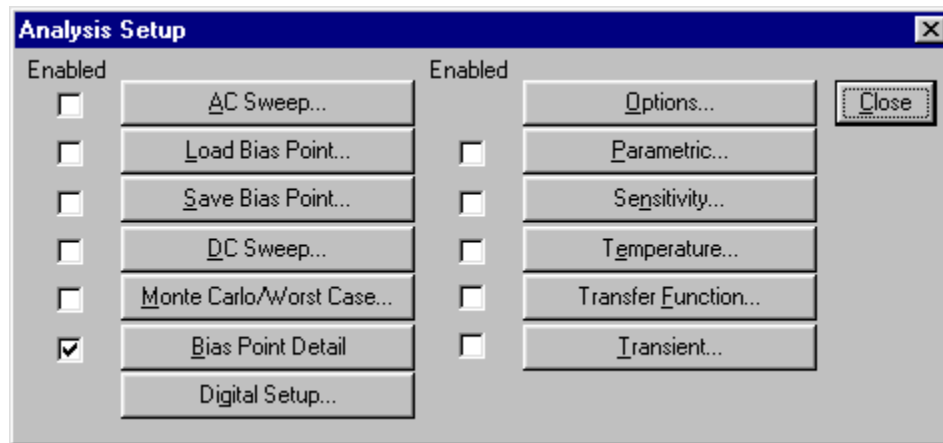 Analysis Setup
Enabled
AC Sweep...
Load Bias Point...
Save Bias Point...
DC Sweep...
Monte Carlo/Worst Case...
Bias Point Detail
Digital Setup...
Enabled
Options...
Parametric...
Sensitivity...
Temperature...
Transfer Function...
Transient...
Close